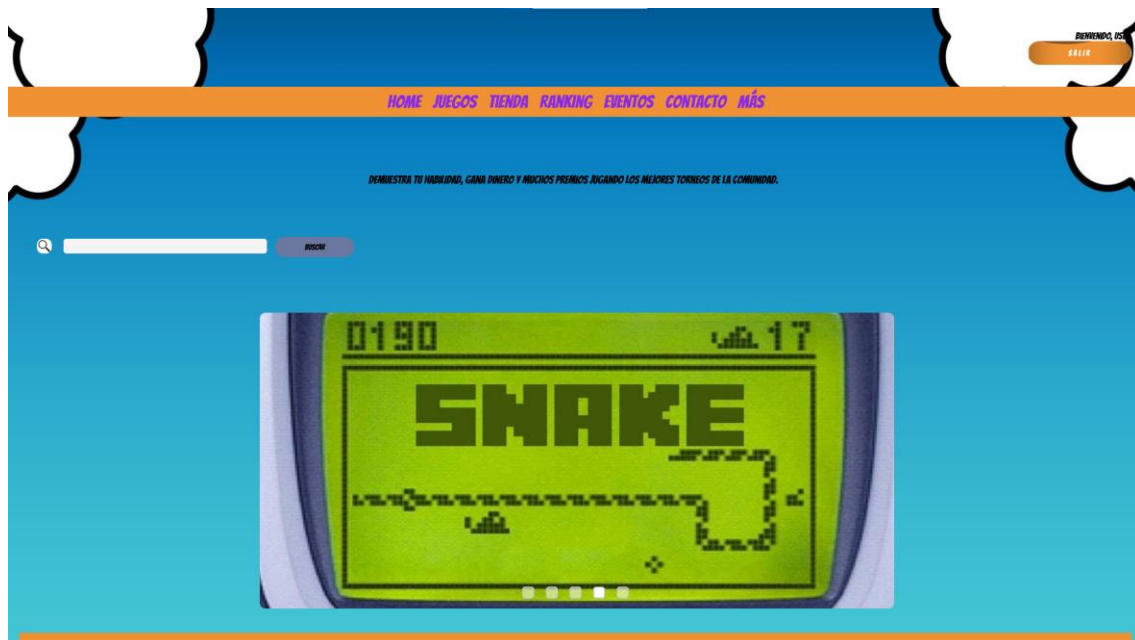 BIENVENIDO,
SALIR
HOME JUEGOS TIENDA RANKING EVENTOS CONTACTO MÁS
DEMUESTRA TU HABILIDAD, GANA DINERO Y MUCHOS PREMIOS JUGANDO LOS MEJORES TORNEOS DE LA COMUNIDAD.
BUSCAR
0190 17
SNAKE